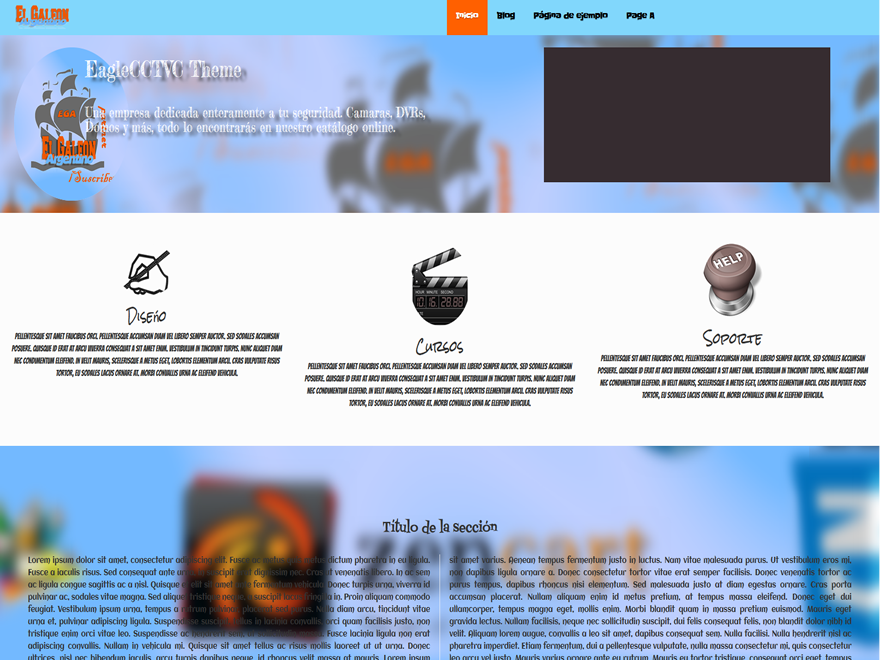 El Galeon
Argentino
Inicio Blog Página de ejemplo Page A
EagleCCTVC Theme
Una empresa dedicada enteramente a tu seguridad. Camaras, DVRs,
Domos y más, todo lo encontrarás en nuestro catálogo online.
EGA
El Galeon
Argentino
Suscribe
HELP
Diseño
Pellentesque sit amet faucibus orci. Pellentesque accumsan diam vel libero semper auctor. Sed sodales accumsan
posuere. Quisque id erat at arcu viverra consequat a sit amet enim. Vestibulum in tincidunt turpis. Nunc aliquet diam
nec commodo eleifend. In velit mauris, scelerisque a metus eget, lobortis elementum arcu. Cras vulputate risus
tortor, eu sodales lacus ornare at. Morbi convallis urna ac eleifend vehicula.
Cursos
Pellentesque sit amet faucibus orci. Pellentesque accumsan diam vel libero semper auctor. Sed sodales accumsan
posuere. Quisque id erat at arcu viverra consequat a sit amet enim. Vestibulum in tincidunt turpis. Nunc aliquet diam
nec commodo eleifend. In velit mauris, scelerisque a metus eget, lobortis elementum arcu. Cras vulputate risus
tortor, eu sodales lacus ornare at. Morbi convallis urna ac eleifend vehicula.
Soporte
Pellentesque sit amet faucibus orci. Pellentesque accumsan diam vel libero semper auctor. Sed sodales accumsan
posuere. Quisque id erat at arcu viverra consequat a sit amet enim. Vestibulum in tincidunt turpis. Nunc aliquet diam
nec commodo eleifend. In velit mauris, scelerisque a metus eget, lobortis elementum arcu. Cras vulputate risus
tortor, eu sodales lacus ornare at. Morbi convallis urna ac eleifend vehicula.
Título de la sección
Lorem ipsum dolor sit amet, consectetur adipiscing elit. Fusce ac dictum pharetra in eu ligula.
Fusce a iaculis risus. Sed consequat ante dignissim nec. Cras ut venenatis libero. In ac sem
ac ligula congue sagittis ac a nisl. Quisque elit sit amet fermentum vehicula. Donec turpis urna, viverra id
pulvinar ac, sodales vitae magna. Sed aliquet tristique suscipit in. Proin aliquam commodo
feugiat. Vestibulum ipsum urna, tempus a rutrum placerat Nulla diam arcu, tincidunt vitae
urna et, pulvinar adipiscing ligula. Suspendisse in lacinia convallis, orci quam facilisis justo, non
tristique enim orci vitae leo. Suspendisse ac Fusce lacinia ligula non erat
adipiscing convallis. Nullam in vehicula mi. Quisque sit amet tellus ac risus mollis laoreet ut at urna. Donec
ultrices, nisl nec bibendum iaculis, arcu turpis dapibus neque, id rhoncus velit massa at mauris. Lorem ipsum
sit amet varius. Aenean tempus fermentum justo in luctus. Nam vitae malesuada purus. Ut vestibulum eros mi,
non dapibus ligula ornare a. Donec consectetur tortor vitae erat semper facilisis. Donec venenatis tortor ac
purus tempus, dapibus rhoncus nisi elementum. Sed malesuada justo at diam egestas ornare. Cras porta
accumsan placerat. Nullam aliquam enim id metus pretium, at tempus massa eleifend. Donec eget dui
ullamcorper, tempus magna eget, mollis enim. Morbi blandit quam in massa pretium euismod. Mauris eget
gravida lectus. Nullam facilisis, neque nec sollicitudin suscipit, dui felis consequat felis, non blandit dolor nibh id
velit. Aliquam lorem augue, convallis a leo sit amet, dapibus consequat sem. Nulla facilisi. Nulla hendrerit nisl ac
pharetra imperdiet. Etiam fermentum, dui a pellentesque vulputate, nulla massa consectetur mi, quis consectetur
leo arcu vel justo. Mauris varius ornare ante eu rutrum. Mauris eu tortor tristique, consequat orci eget, tempus